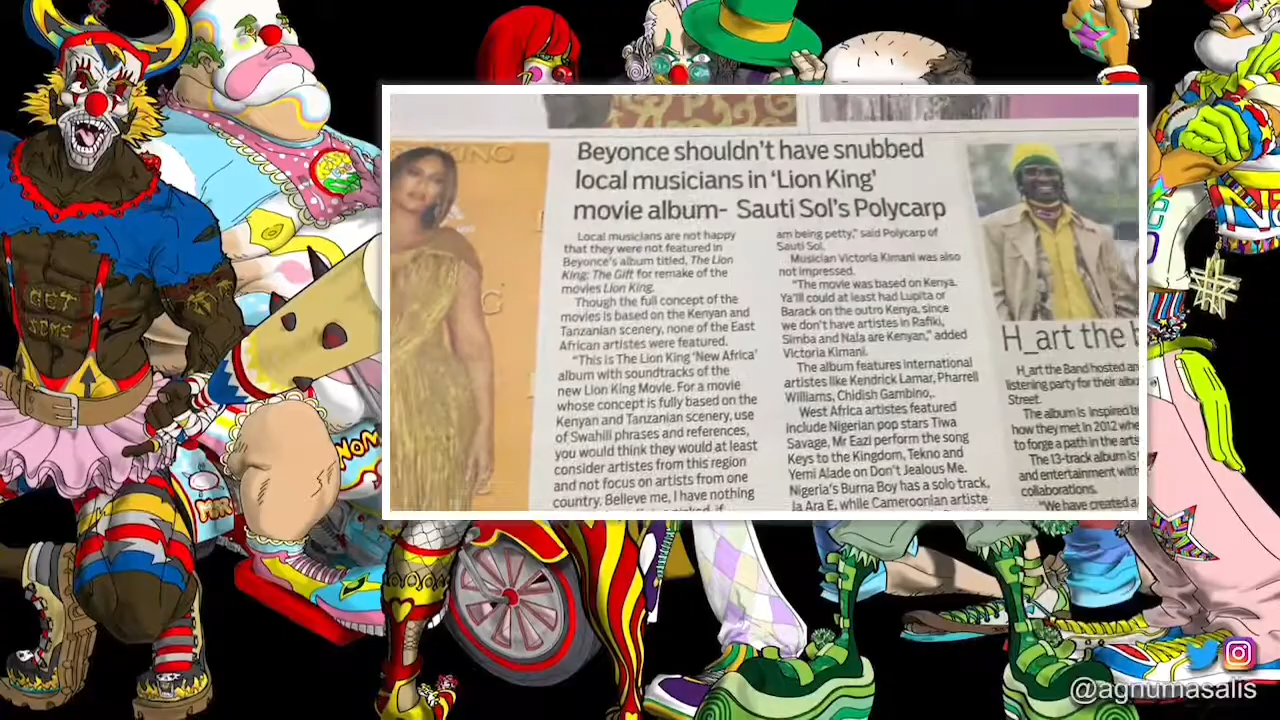 KING
Beyonce shouldn't have snubbed
local musicians in 'Lion King'
movie album- Sauti Sol's Polycarp
Local musicians are not happy
that they were not featured in
Beyonce's album titled, The Lion
King: The Gift for remake of the
movies Lion King.
Though the full concept of the
movies is based on the Kenyan and
Tanzanian scenery, none of the East
African artistes were featured.
"This is The Lion King 'New Africa'
album with soundtracks of the
new Lion King Movie. For a movie
whose concept is fully based on the
Kenyan and Tanzanian scenery, use
of Swahili phrases and references,
you would think they would at least
consider artistes from this region
and not focus on artists from one
country. Believe me, I have nothing
am being petty," said Polycarp of
Sauti Sol.
Musician Victoria Kimani was also
not impressed.
"The movie was based on Kenya.
Ya'lll could at least had Lupita or
Barack on the outro Kenya, since
we don't have artistes in Rafiki,
Simba and Nala are Kenyan," added
Victoria Kimani.
The album features international
artistes like Kendrick Lamar, Pharrell
Williams, Chidish Gambino,.
West Africa artistes featured
include Nigerian pop stars Tiwa
Savage, Mr Eazi perform the song
Keys to the Kingdom, Tekno and
Yemi Alade on Don't Jealous Me.
Nigeria's Burna Boy has a solo track,
Ja Ara E, while Cameroonian artiste
H_art the
H_art the Band hosted an
listening party for their
Street.
The album is inspired
how they met in 2012
to forge a path in the
The 13-track album is
and entertainment with
collaborations.
"We have created a
GET
SOME
@agnumasalis